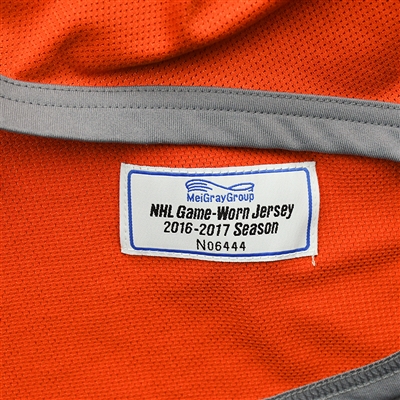 MeiGrayGroup
NHL Game-Worn Jersey
2016-2017 Season
N06444